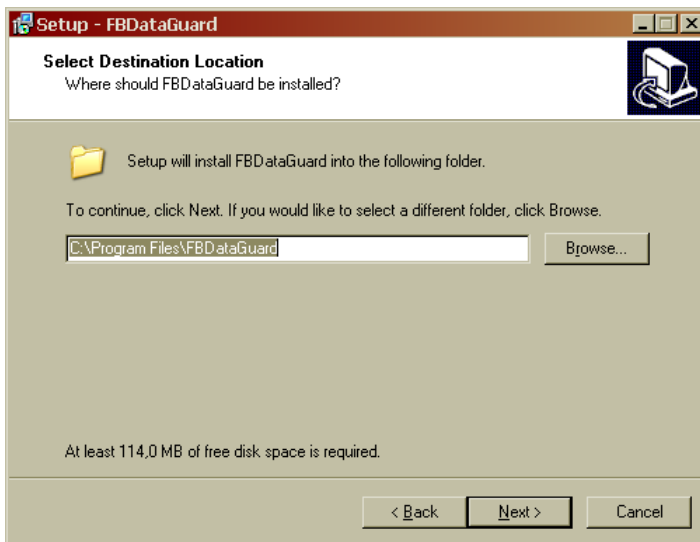 Setup - FBDataGuard
Select Destination Location
Where should FBDataGuard be installed?
Setup will install FBDataGuard into the following folder.
To continue, click Next. If you would like to select a different folder, click Browse.
C:\Program Files\FBDataGuard
Browse...
At least 114,0 MB of free disk space is required.
< Back
Next >
Cancel